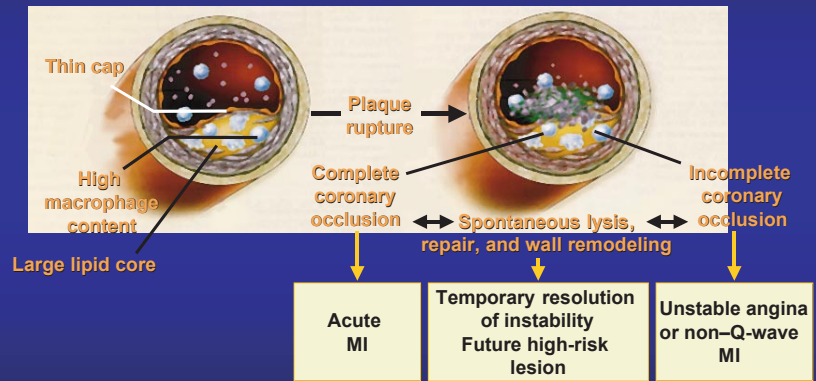 Thin cap
Plaque
rupture
High
macrophage
content
Large lipid core
Complete
coronary
occlusion
Spontaneous lysis,
repair, and wall remodeling
Incomplete
coronary
occlusion
Acute
MI
Temporary resolution
of instability
Future high-risk
lesion
Unstable angina
or non–Q-wave
MI